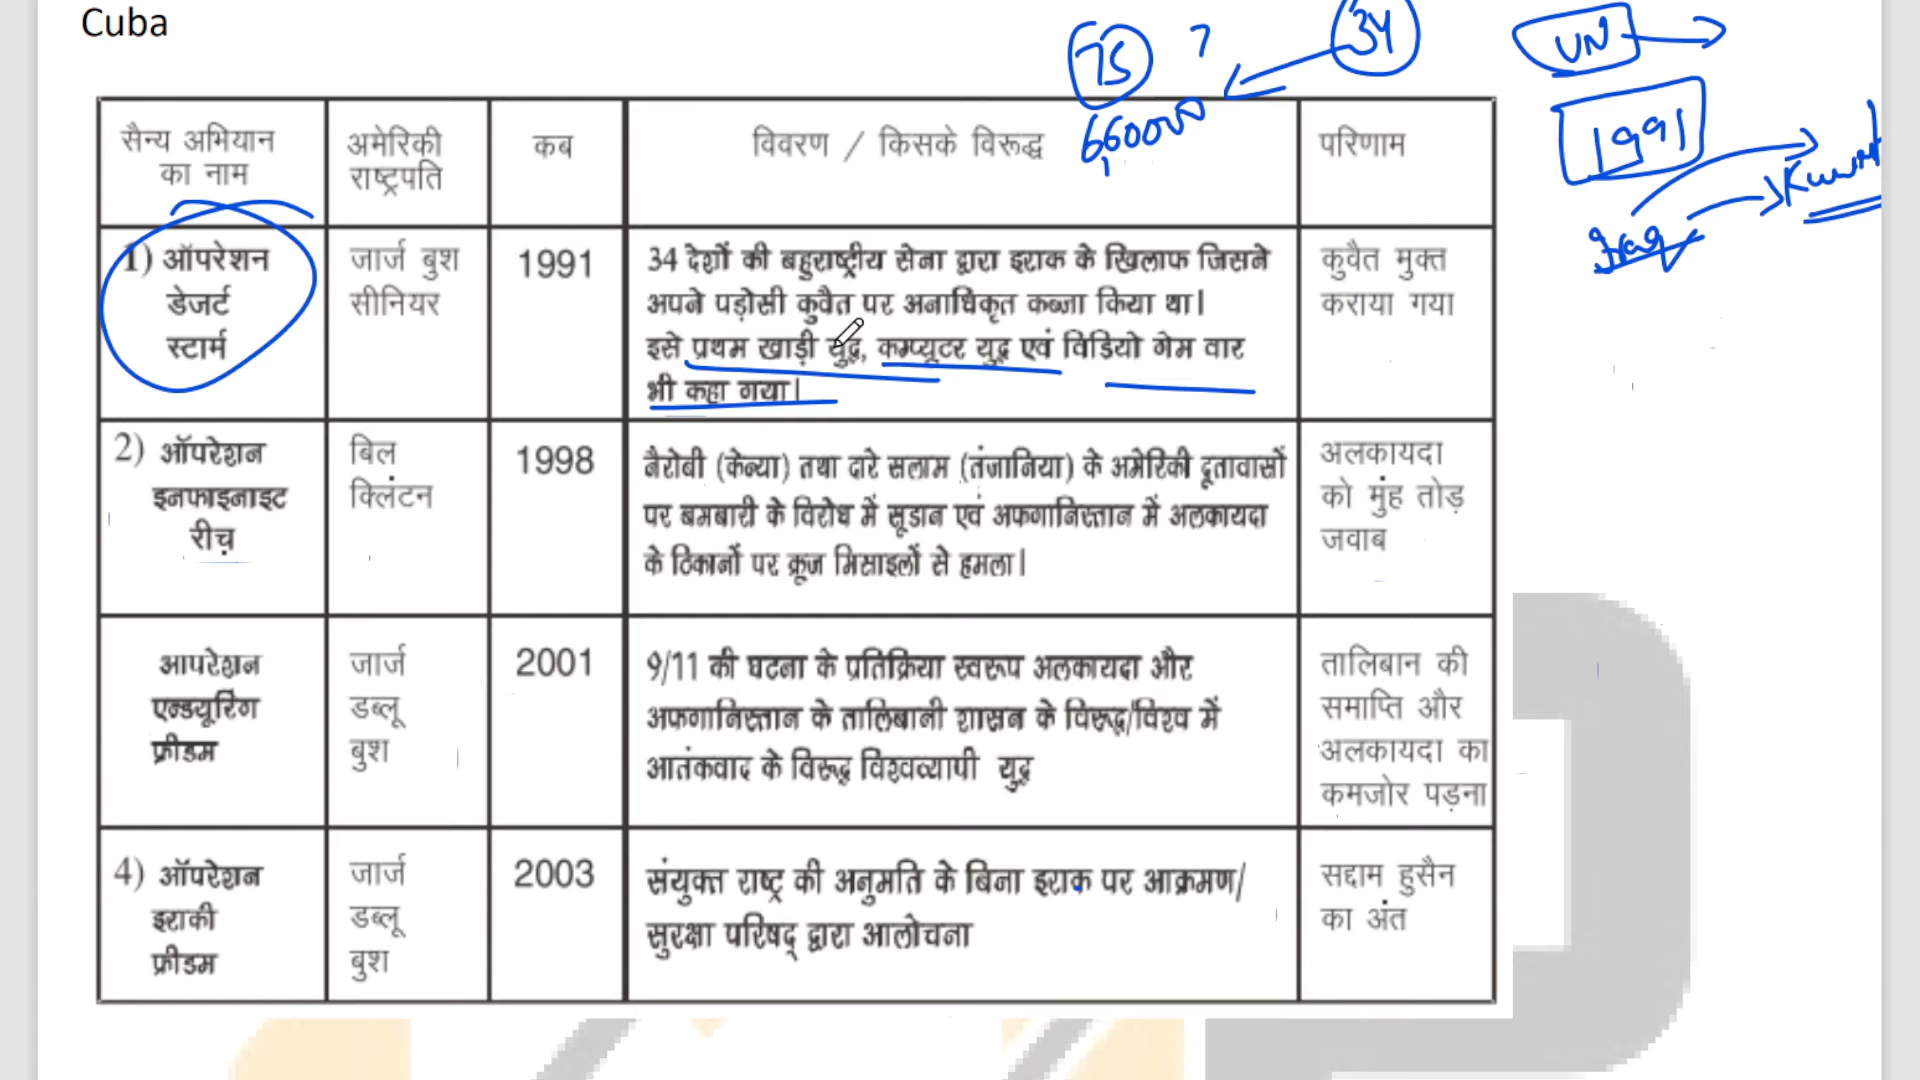 Cuba
75 ? 34 UN
660000
1991
Iraq
सैन्य अभियान का नाम
अमेरिकी राष्ट्रपति
कब
विवरण / किसके विरूद्ध
परिणाम
1) ऑपरेशन
डेजर्ट
स्टार्म
जार्ज बुश
सीनियर
1991
34 देशों की बहुराष्ट्रीय सेना द्वारा इराक के खिलाफ जिसने
अपने पड़ोसी कुवैत पर अनाधिकृत कब्जा किया था।
इसे प्रथम खाड़ी युद्ध, कम्प्युटर युद्ध एवं विडियो गेम वार
भी कहा गया।
कुवैत मुक्त
कराया गया
2) ऑपरेशन
इनफाइनाइट
रीच
बिल
क्लिंटन
1998
नैरोबी (केन्या) तथा दारे सलाम (तंजानिया) के अमेरिकी दूतावासों
पर बमबारी के विरोध में सूडान एवं अफगानिस्तान में अलकायदा
के ठिकानों पर क्रूज मिसाइलों से हमला।
अलकायदा
को मुंह तोड़
जवाब
आपरेशन
एन्ड्यूरिंग
फ्रीडम
जार्ज
डब्लू
बुश
2001
9/11 की घटना के प्रतिक्रिया स्वरूप अलकायदा और
अफगानिस्तान के तालिबानी शासन के विरूद्ध/विश्व में
आतंकवाद के विरूद्ध विश्वव्यापी युद्ध
तालिबान की
समाप्ति और
अलकायदा का
कमजोर पड़ना
4) ऑपरेशन
इराकी
फ्रीडम
जार्ज
डब्लू
बुश
2003
संयुक्त राष्ट्र की अनुमति के बिना इराक पर आक्रमण/
सुरक्षा परिषद् द्वारा आलोचना
सद्दाम हुसैन
का अंत